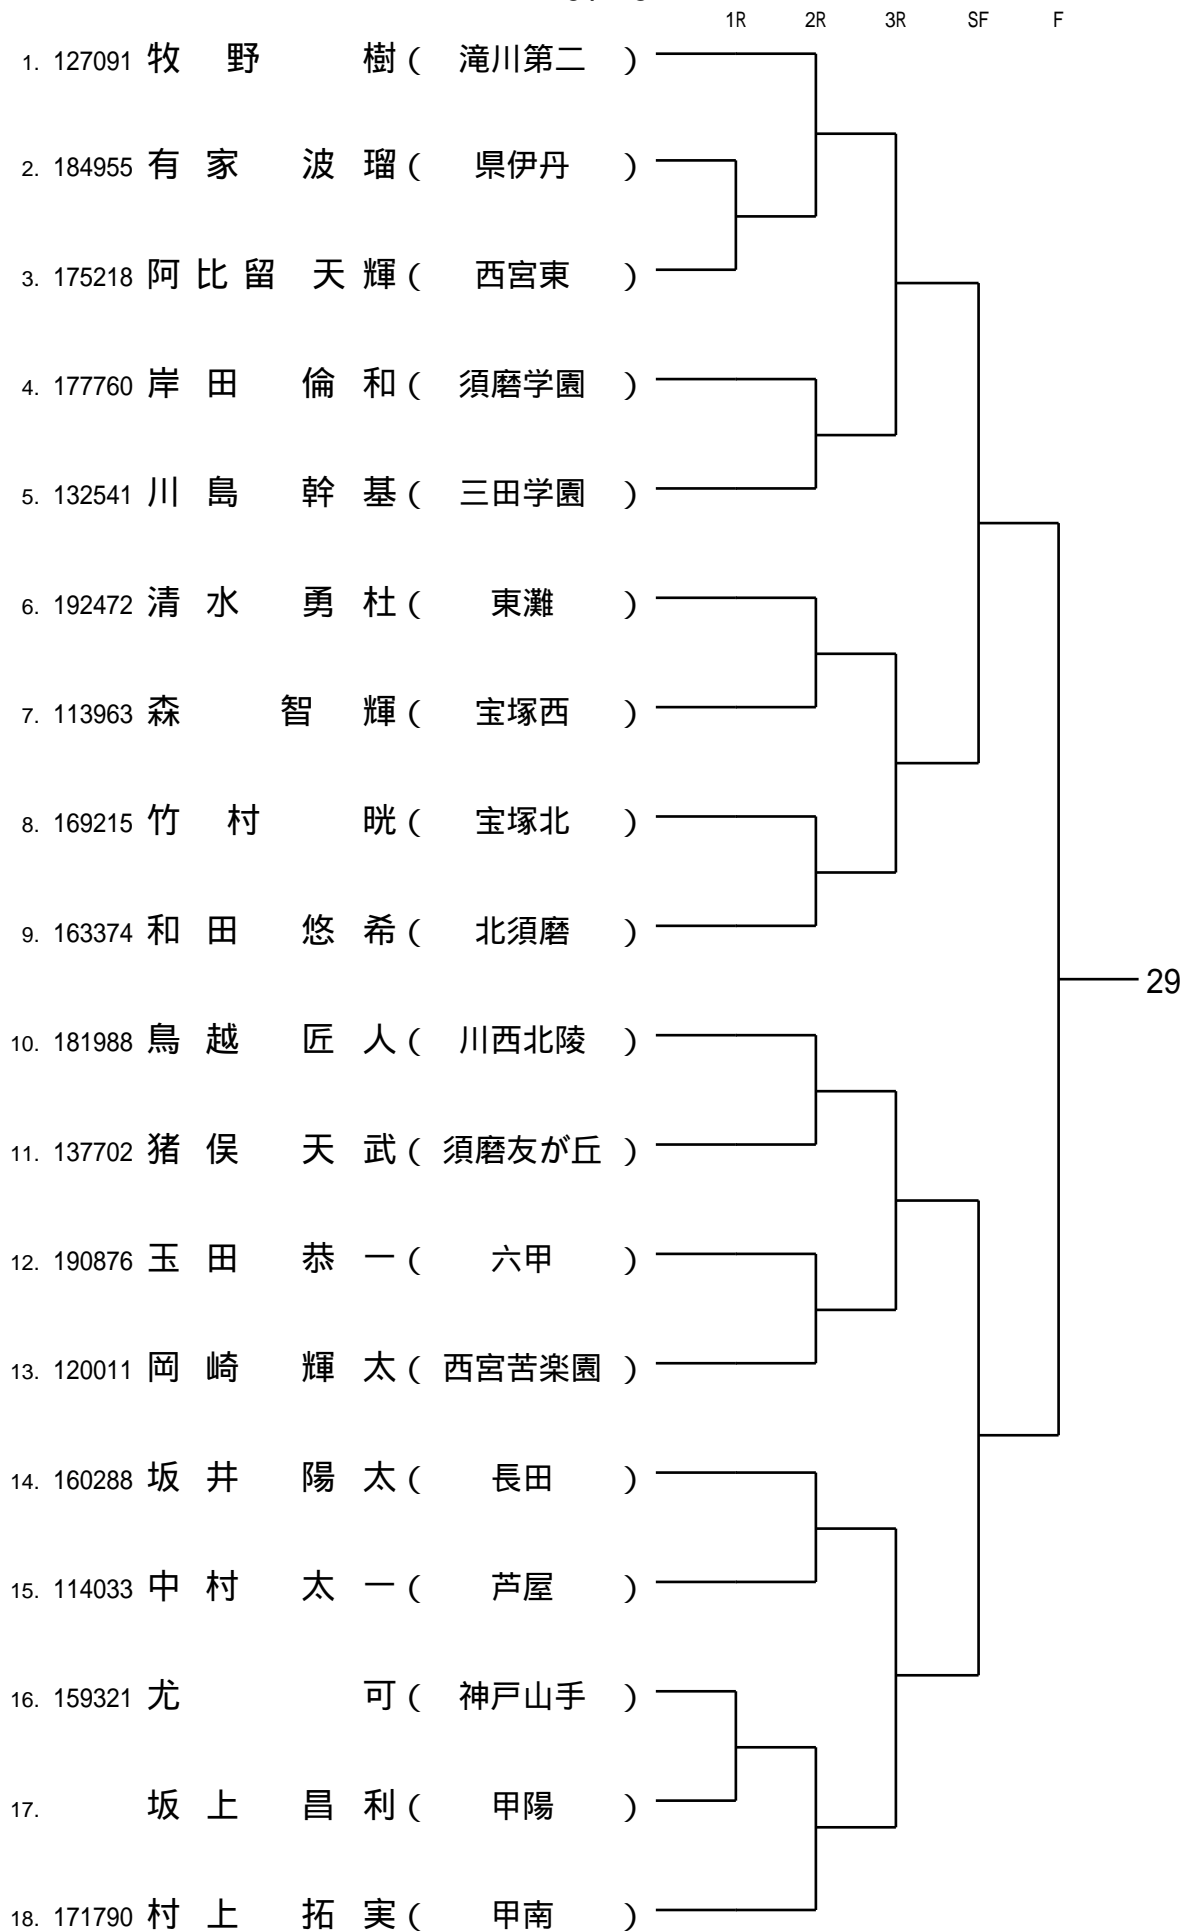 1R 2R 3R SF F
1. 127091 牧 野 樹 ( 滝川第二 )
2. 184955 有 家 波 瑠 ( 県伊丹 )
3. 175218 阿 比 留 天 輝 ( 西宮東 )
4. 177760 岸 田 倫 和 ( 須磨学園 )
5. 132541 川 島 幹 基 ( 三田学園 )
6. 192472 清 水 勇 杜 ( 東灘 )
7. 113963 森 智 輝 ( 宝塚西 )
8. 169215 竹 村 晄 ( 宝塚北 )
9. 163374 和 田 悠 希 ( 北須磨 )
29
10. 181988 鳥 越 匠 人 ( 川西北陵 )
11. 137702 猪 俣 天 武 ( 須磨友が丘 )
12. 190876 玉 田 恭 一 ( 六甲 )
13. 120011 岡 崎 輝 太 ( 西宮苦楽園 )
14. 160288 坂 井 陽 太 ( 長田 )
15. 114033 中 村 太 一 ( 芦屋 )
16. 159321 尤 可 ( 神戸山手 )
17. 坂 上 昌 利 ( 甲陽 )
18. 171790 村 上 拓 実 ( 甲南 )